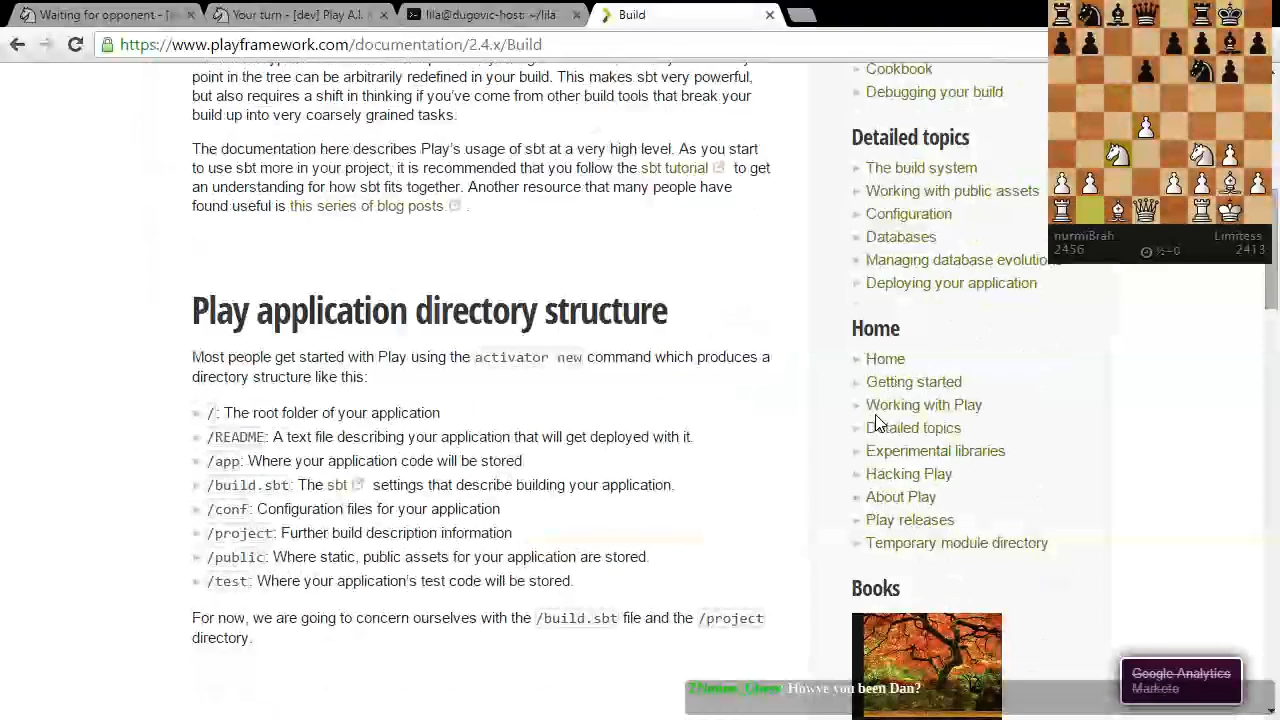 Waiting for opponent - [
Your turn - [dev] Play A.I.
lila@dugovic-host: ~/lila
Build
https://www.playframework.com/documentation/2.4.x/Build
point in the tree can be arbitrarily redefined in your build. This makes sbt very powerful,
but also requires a shift in thinking if you've come from other build tools that break your
build up into very coarsely grained tasks.
The documentation here describes Play's usage of sbt at a very high level. As you start
to use sbt more in your project, it is recommended that you follow the sbt tutorial to get
an understanding for how sbt fits together. Another resource that many people have
found useful is this series of blog posts. .
Play application directory structure
Most people get started with Play using the activator new command which produces a
directory structure like this:
/: The root folder of your application
/README: A text file describing your application that will get deployed with it.
/app: Where your application code will be stored
/build.sbt: The sbt settings that describe building your application.
/conf: Configuration files for your application
/project: Further build description information
/public: Where static, public assets for your application are stored.
/test: Where your application's test code will be stored.
For now, we are going to concern ourselves with the /build.sbt file and the /project
directory.
Cookbook
Debugging your build
Detailed topics
The build system
Working with public assets
Configuration
Databases
Managing database evolutions
Deploying your application
Home
Home
Getting started
Working with Play
Detailed topics
Experimental libraries
Hacking Play
About Play
Play releases
Temporary module directory
Books
nurmiBrah Limitess
2456 ½+0 2413
Google Analytics
Marketo
: Howve you been Dan?